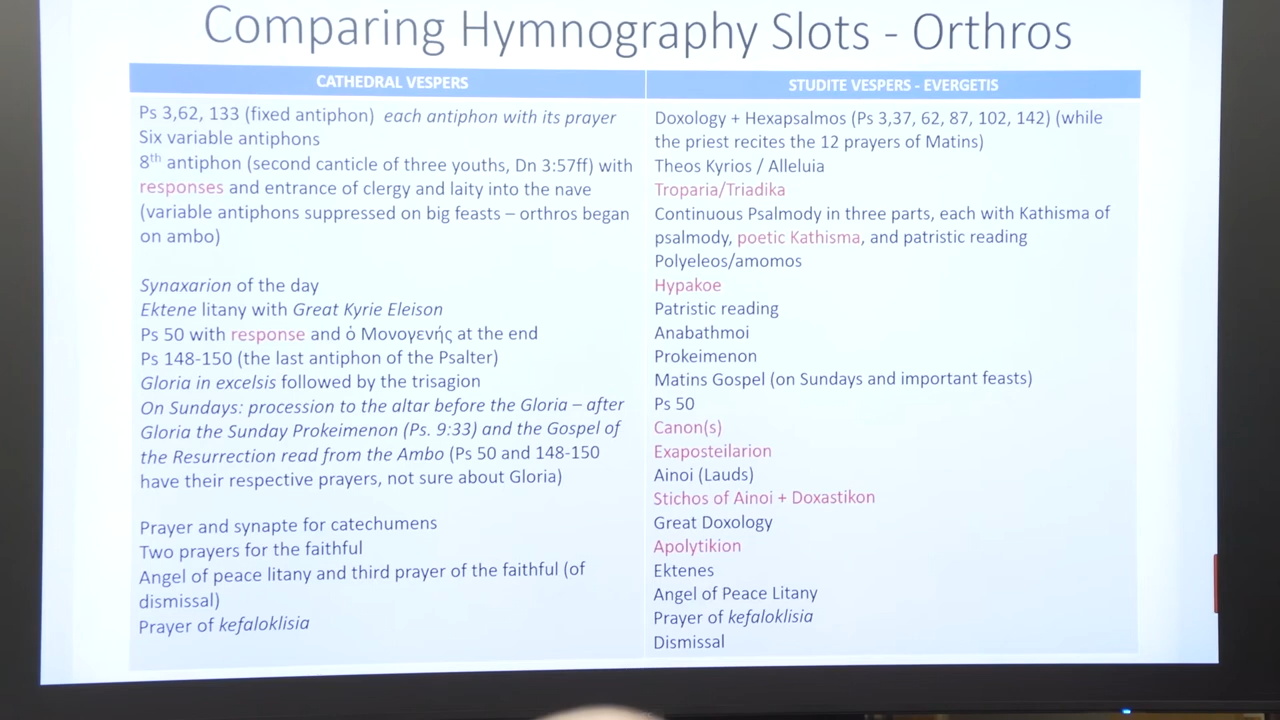 Comparing Hymnography Slots - Orthros
CATHEDRAL VESPERS
Ps 3,62, 133 (fixed antiphon) each antiphon with its prayer
Six variable antiphons
8th antiphon (second canticle of three youths, Dn 3:57ff) with
responses and entrance of clergy and laity into the nave
(variable antiphons suppressed on big feasts – orthros began
on ambo)
Synaxarion of the day
Ektene litany with Great Kyrie Eleison
Ps 50 with response and ὁ Μονογενής at the end
Ps 148-150 (the last antiphon of the Psalter)
Gloria in excelsis followed by the trisagion
On Sundays: procession to the altar before the Gloria – after
Gloria the Sunday Prokeimenon (Ps. 9:33) and the Gospel of
the Resurrection read from the Ambo (Ps 50 and 148-150
have their respective prayers, not sure about Gloria)
Prayer and synapte for catechumens
Two prayers for the faithful
Angel of peace litany and third prayer of the faithful (of
dismissal)
Prayer of kefaloklisia
STUDITE VESPERS - EVERGETIS
Doxology + Hexapsalmos (Ps 3,37, 62, 87, 102, 142) (while
the priest recites the 12 prayers of Matins)
Theos Kyrios / Alleluia
Troparia/Triadika
Continuous Psalmody in three parts, each with Kathisma of
psalmody, poetic Kathisma, and patristic reading
Polyeleos/amomos
Hypakoe
Patristic reading
Anabathmoi
Prokeimenon
Matins Gospel (on Sundays and important feasts)
Ps 50
Canon(s)
Exaposteilarion
Ainoi (Lauds)
Stichos of Ainoi + Doxastikon
Great Doxology
Apolytikion
Ektenes
Angel of Peace Litany
Prayer of kefaloklisia
Dismissal